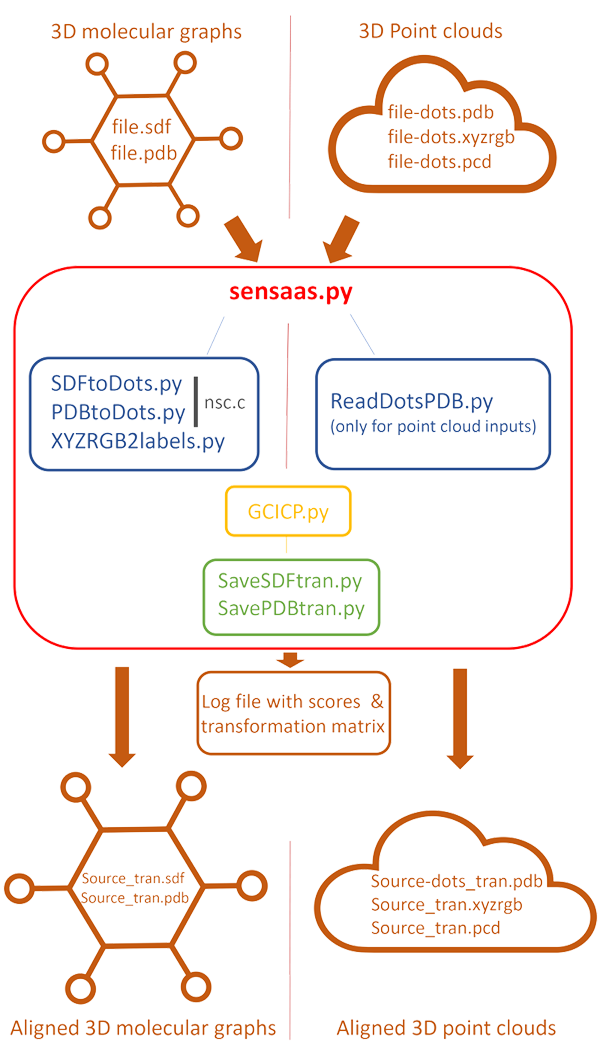 3D molecular graphs
3D Point clouds
file.sdf
file.pdb
file-dots.pdb
file-dots.xyzrgb
file-dots.pcd
sensaas.py
SDFtoDots.py
PDBtoDots.py
nsc.c
XYZRGB2labels.py
ReadDotsPDB.py
(only for point cloud inputs)
GCICP.py
SaveSDFtran.py
SavePDBtran.py
Log file with scores &
transformation matrix
Source_tran.sdf
Source_tran.pdb
Source-dots_tran.pdb
Source_tran.xyzrgb
Source_tran.pcd
Aligned 3D molecular graphs
Aligned 3D point clouds